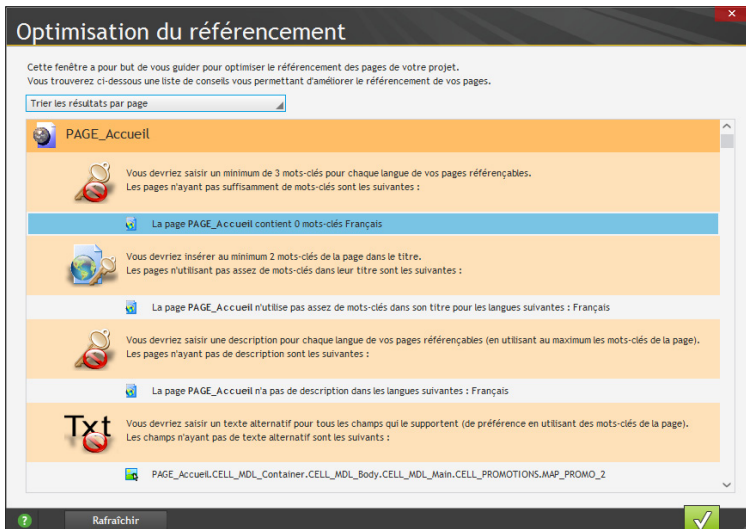 Optimisation du référencement
Cette fenêtre a pour but de vous guider pour optimiser le référencement des pages de votre projet.
Vous trouverez ci-dessous une liste de conseils vous permettant d'améliorer le référencement de vos pages.
Trier les résultats par page
PAGE_Accueil
Vous devriez saisir un minimum de 3 mots-clés pour chaque langue de vos pages référençables.
Les pages n'ayant pas suffisamment de mots-clés sont les suivantes :
La page PAGE_Accueil contient 0 mots-clés Français
Vous devriez insérer au minimum 2 mots-clés de la page dans le titre.
Les pages n'utilisant pas assez de mots-clés dans leur titre sont les suivantes :
La page PAGE_Accueil n'utilise pas assez de mots-clés dans son titre pour les langues suivantes : Français
Vous devriez saisir une description pour chaque langue de vos pages référençables (en utilisant au maximum les mots-clés de la page).
Les pages n'ayant pas de description sont les suivantes :
La page PAGE_Accueil n'a pas de description dans les langues suivantes : Français
Txt
Vous devriez saisir un texte alternatif pour tous les champs qui le supportent (de préférence en utilisant des mots-clés de la page).
Les champs n'ayant pas de texte alternatif sont les suivants :
PAGE_Accueil.CELL_MDL_Container.CELL_MDL_Body.CELL_MDL_Main.CELL_PROMOTIONS.MAP_PROMO_2
? Rafraîchir